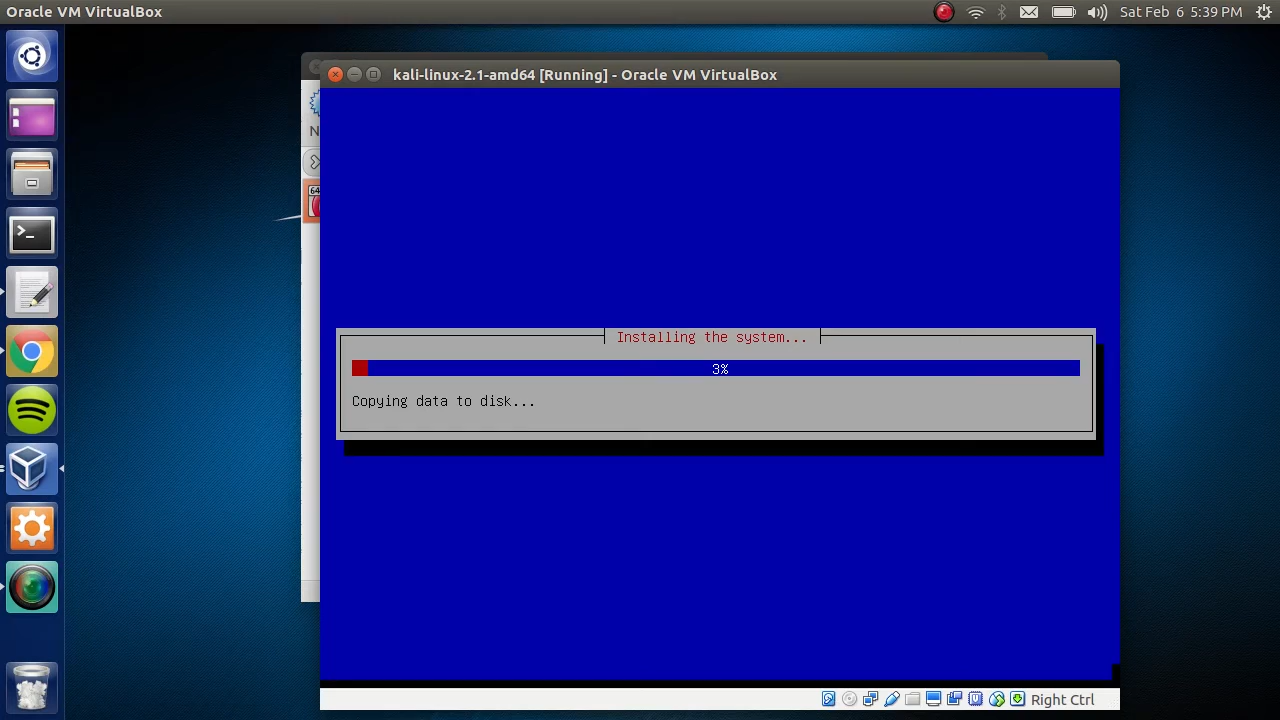 Oracle VM VirtualBox
Sat Feb 6 5:39 PM
kali-linux-2.1-amd64 [Running] - Oracle VM VirtualBox
N
64
>_
Installing the system...
3%
Copying data to disk...
Right Ctrl